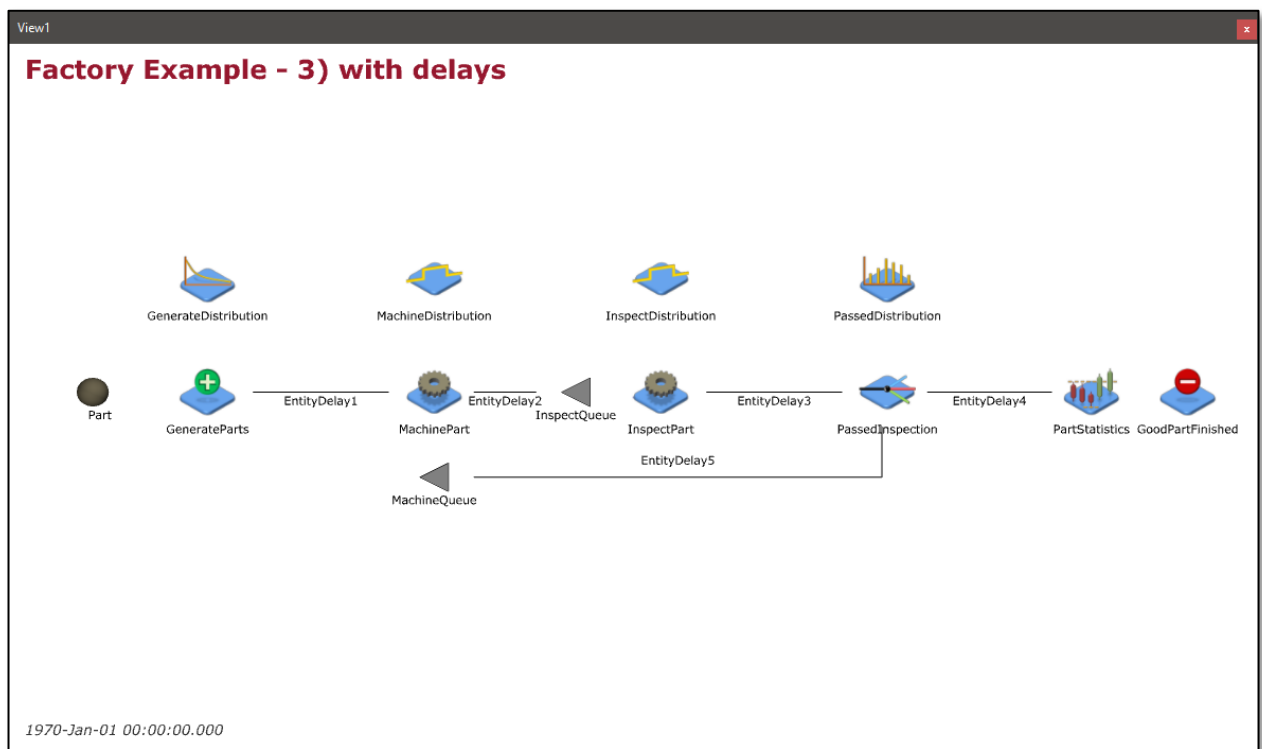 View1
x
Factory Example - 3) with delays
GenerateDistribution
MachineDistribution
InspectDistribution
PassedDistribution
Part
GenerateParts
EntityDelay1
MachinePart
EntityDelay2
InspectQueue
InspectPart
EntityDelay3
PassedInspection
EntityDelay4
PartStatistics
GoodPartFinished
EntityDelay5
MachineQueue
1970-Jan-01 00:00:00.000